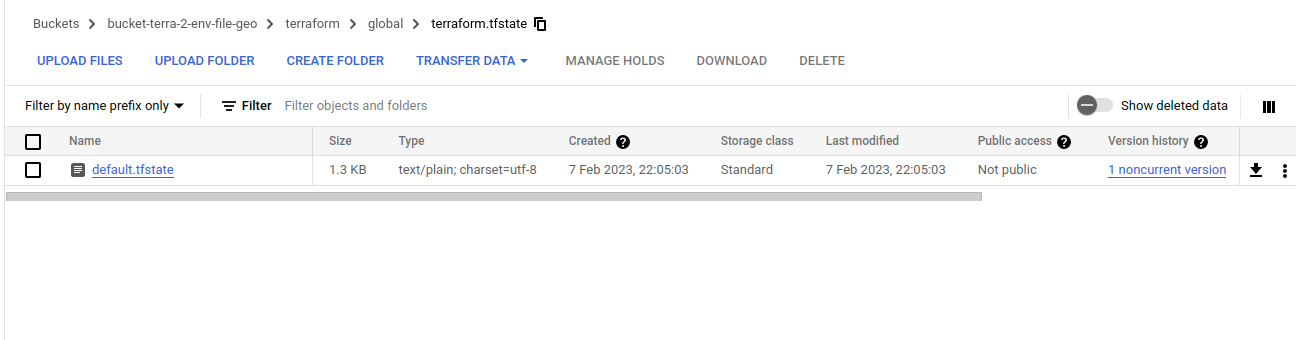 Buckets > bucket-terra-2-env-file-geo > terraform > global > terraform.tfstate
UPLOAD FILES UPLOAD FOLDER CREATE FOLDER TRANSFER DATA MANAGE HOLDS DOWNLOAD DELETE
Filter by name prefix only Filter Filter objects and folders Show deleted data
Name Size Type Created Storage class Last modified Public access Version history
default.tfstate 1.3 KB text/plain; charset=utf-8 7 Feb 2023, 22:05:03 Standard 7 Feb 2023, 22:05:03 Not public 1 noncurrent version